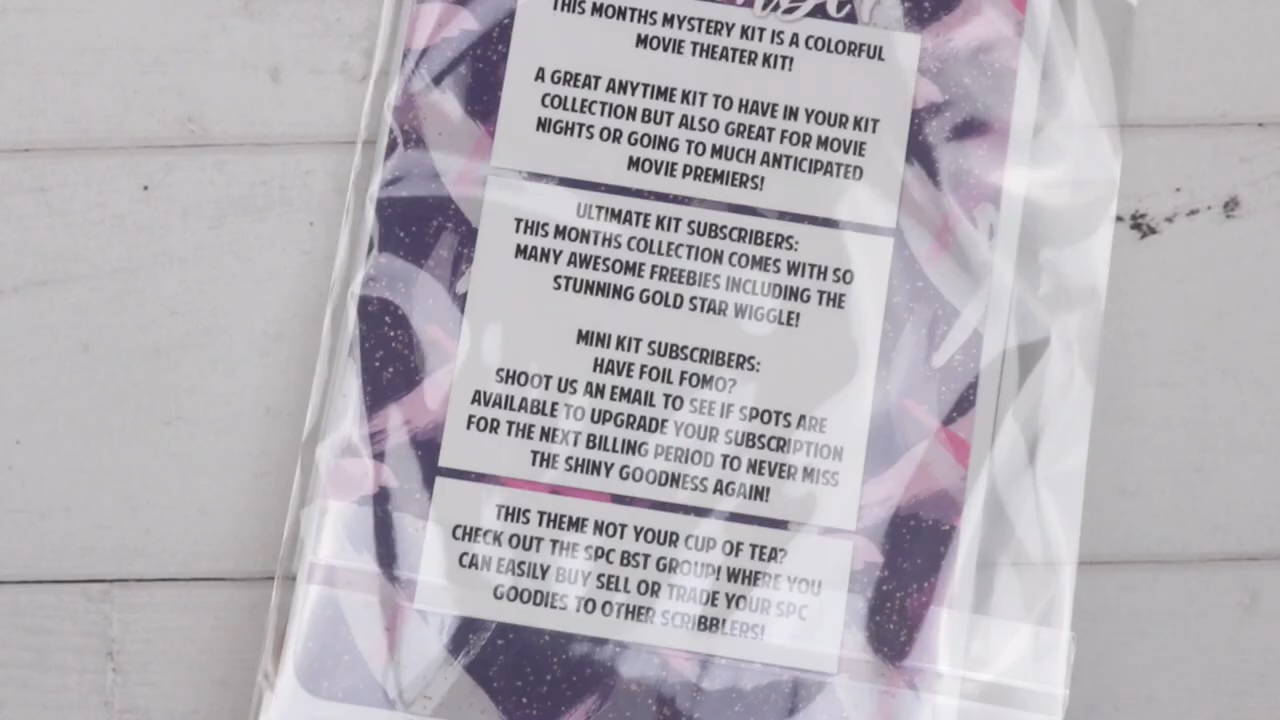 THIS MONTHS MYSTERY KIT IS A COLORFUL
MOVIE THEATER KIT!
A GREAT ANYTIME KIT TO HAVE IN YOUR KIT
COLLECTION BUT ALSO GREAT FOR MOVIE
NIGHTS OR GOING TO MUCH ANTICIPATED
MOVIE PREMIERS!
ULTIMATE KIT SUBSCRIBERS:
THIS MONTHS COLLECTION COMES WITH SO
MANY AWESOME FREEBIES INCLUDING THE
STUNNING GOLD STAR WIGGLE!
MINI KIT SUBSCRIBERS:
HAVE FOIL FOMO?
SHOOT US AN EMAIL TO SEE IF SPOTS ARE
AVAILABLE TO UPGRADE YOUR SUBSCRIPTION
FOR THE NEXT BILLING PERIOD TO NEVER MISS
THE SHINY GOODNESS AGAIN!
THIS THEME NOT YOUR CUP OF TEA?
CHECK OUT THE SPC BST GROUP! WHERE YOU
CAN EASILY BUY SELL OR TRADE YOUR SPC
GOODIES TO OTHER SCRIBBLERS!